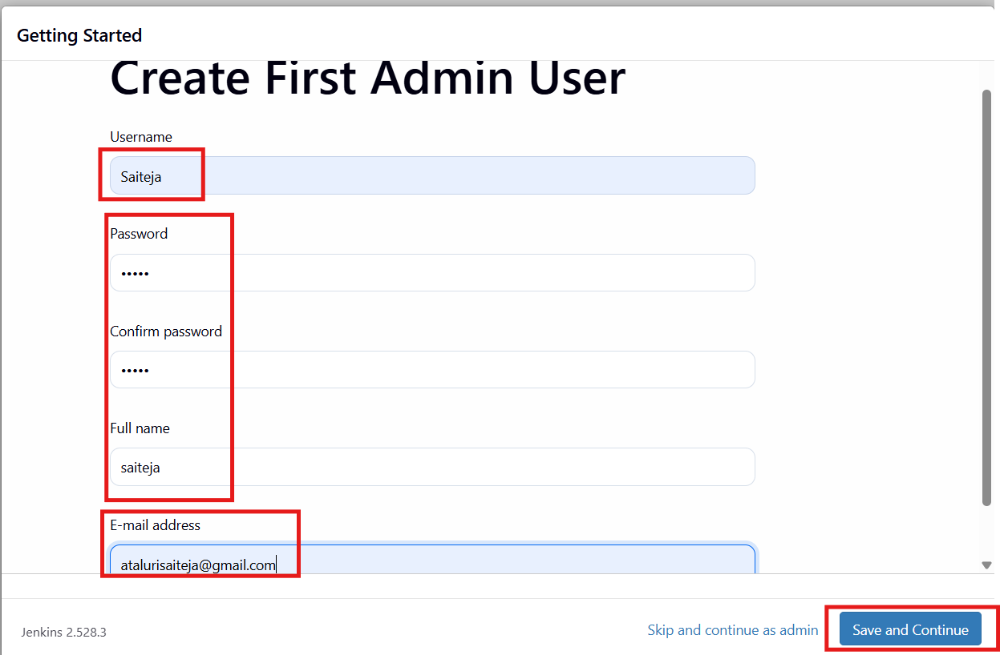 Getting Started
Create First Admin User
Username
Saiteja
Password
•••••
Confirm password
•••••
Full name
saiteja
E-mail address
atalurisaiteja@gmail.com
Jenkins 2.528.3
Skip and continue as admin
Save and Continue